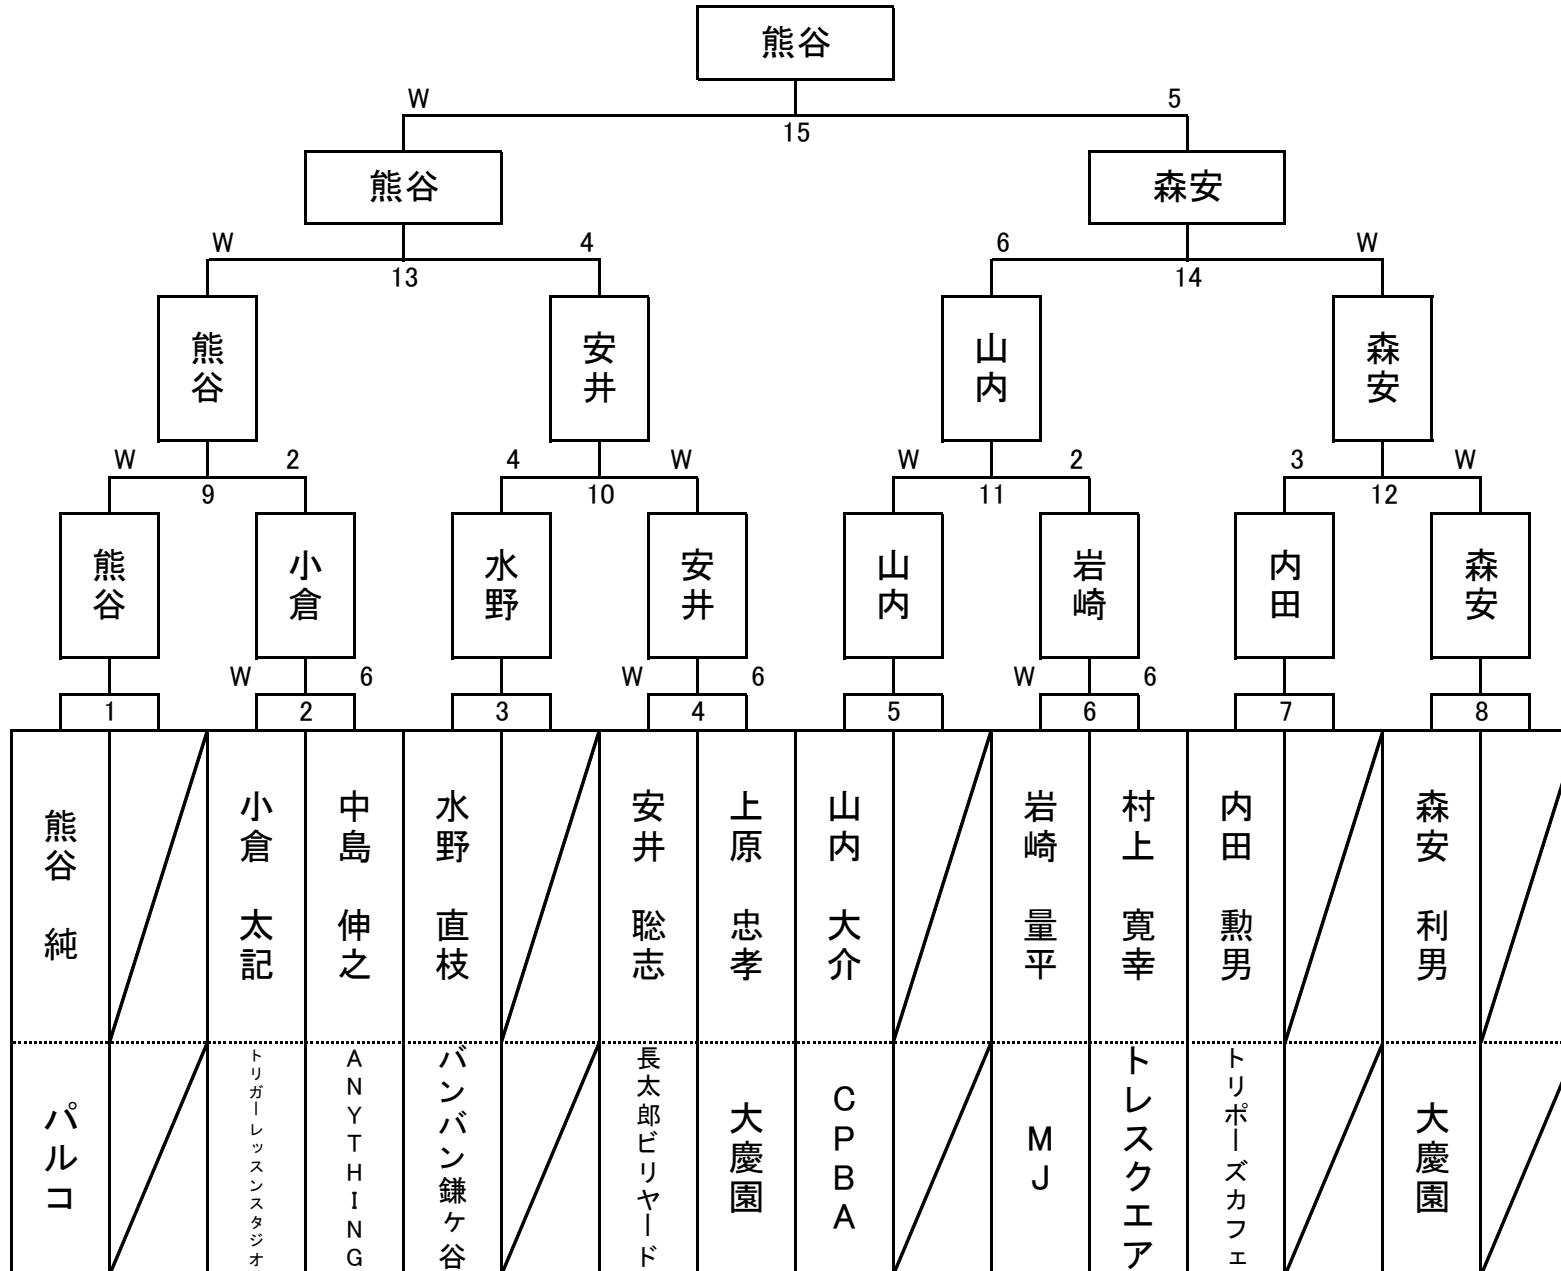 熊谷
W 5
15
熊谷 森安
W 4 6 W
13 14
熊谷 安井 山内 森安
W 2 4 W W 2 3 W
9 10 11 12
熊谷 小倉 水野 安井 山内 岩崎 内田 森安
W 6 W 6 W 6
1 2 3 4 5 6 7 8
熊谷 純
小倉 太記
中島 伸之
水野 直枝
安井 聡志
上原 忠孝
山内 大介
岩崎 量平
村上 寛幸
内田 勲男
森安 利男
パルコ
トリガーレッスンスタジオ
ANYTHING
バンバン鎌ケ谷
長太郎ビリヤード
大慶園
CPBA
MJ
トレスクエア
トリポーズカフェ
大慶園